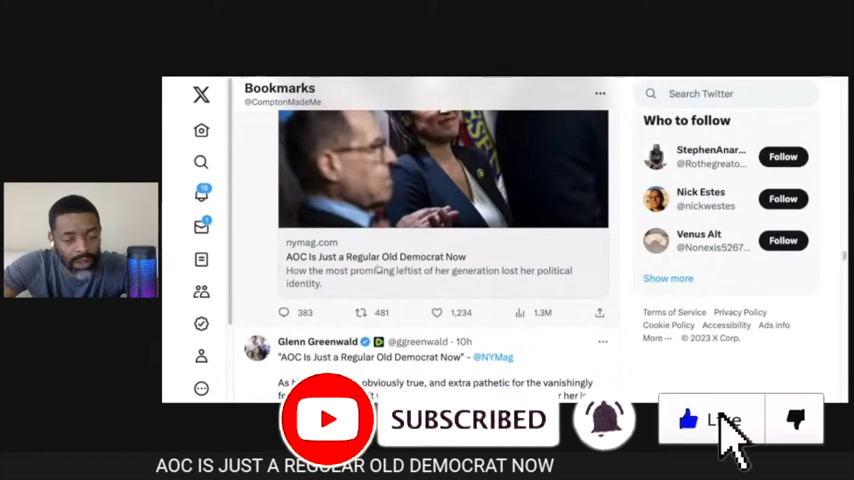 Bookmarks
@ComptonMadeMe
Search Twitter
Who to follow
StephenAnar...
@Rothegreato...
Follow
Nick Estes
@nickwestes
Follow
Venus Alt
@Nonexis5267...
Follow
Show more
Terms of Service Privacy Policy
Cookie Policy Accessibility Ads info
More ... © 2023 X Corp.
16
1
nymag.com
AOC Is Just a Regular Old Democrat Now
How the most promising leftist of her generation lost her political
identity.
383 481 1,234 1.3M
Glenn Greenwald @ggreenwald · 10h
"AOC Is Just a Regular Old Democrat Now" - @NYMag
obviously true, and extra pathetic for the vanishingly
her is
SUBSCRIBED
AOC IS JUST A REGULAR OLD DEMOCRAT NOW